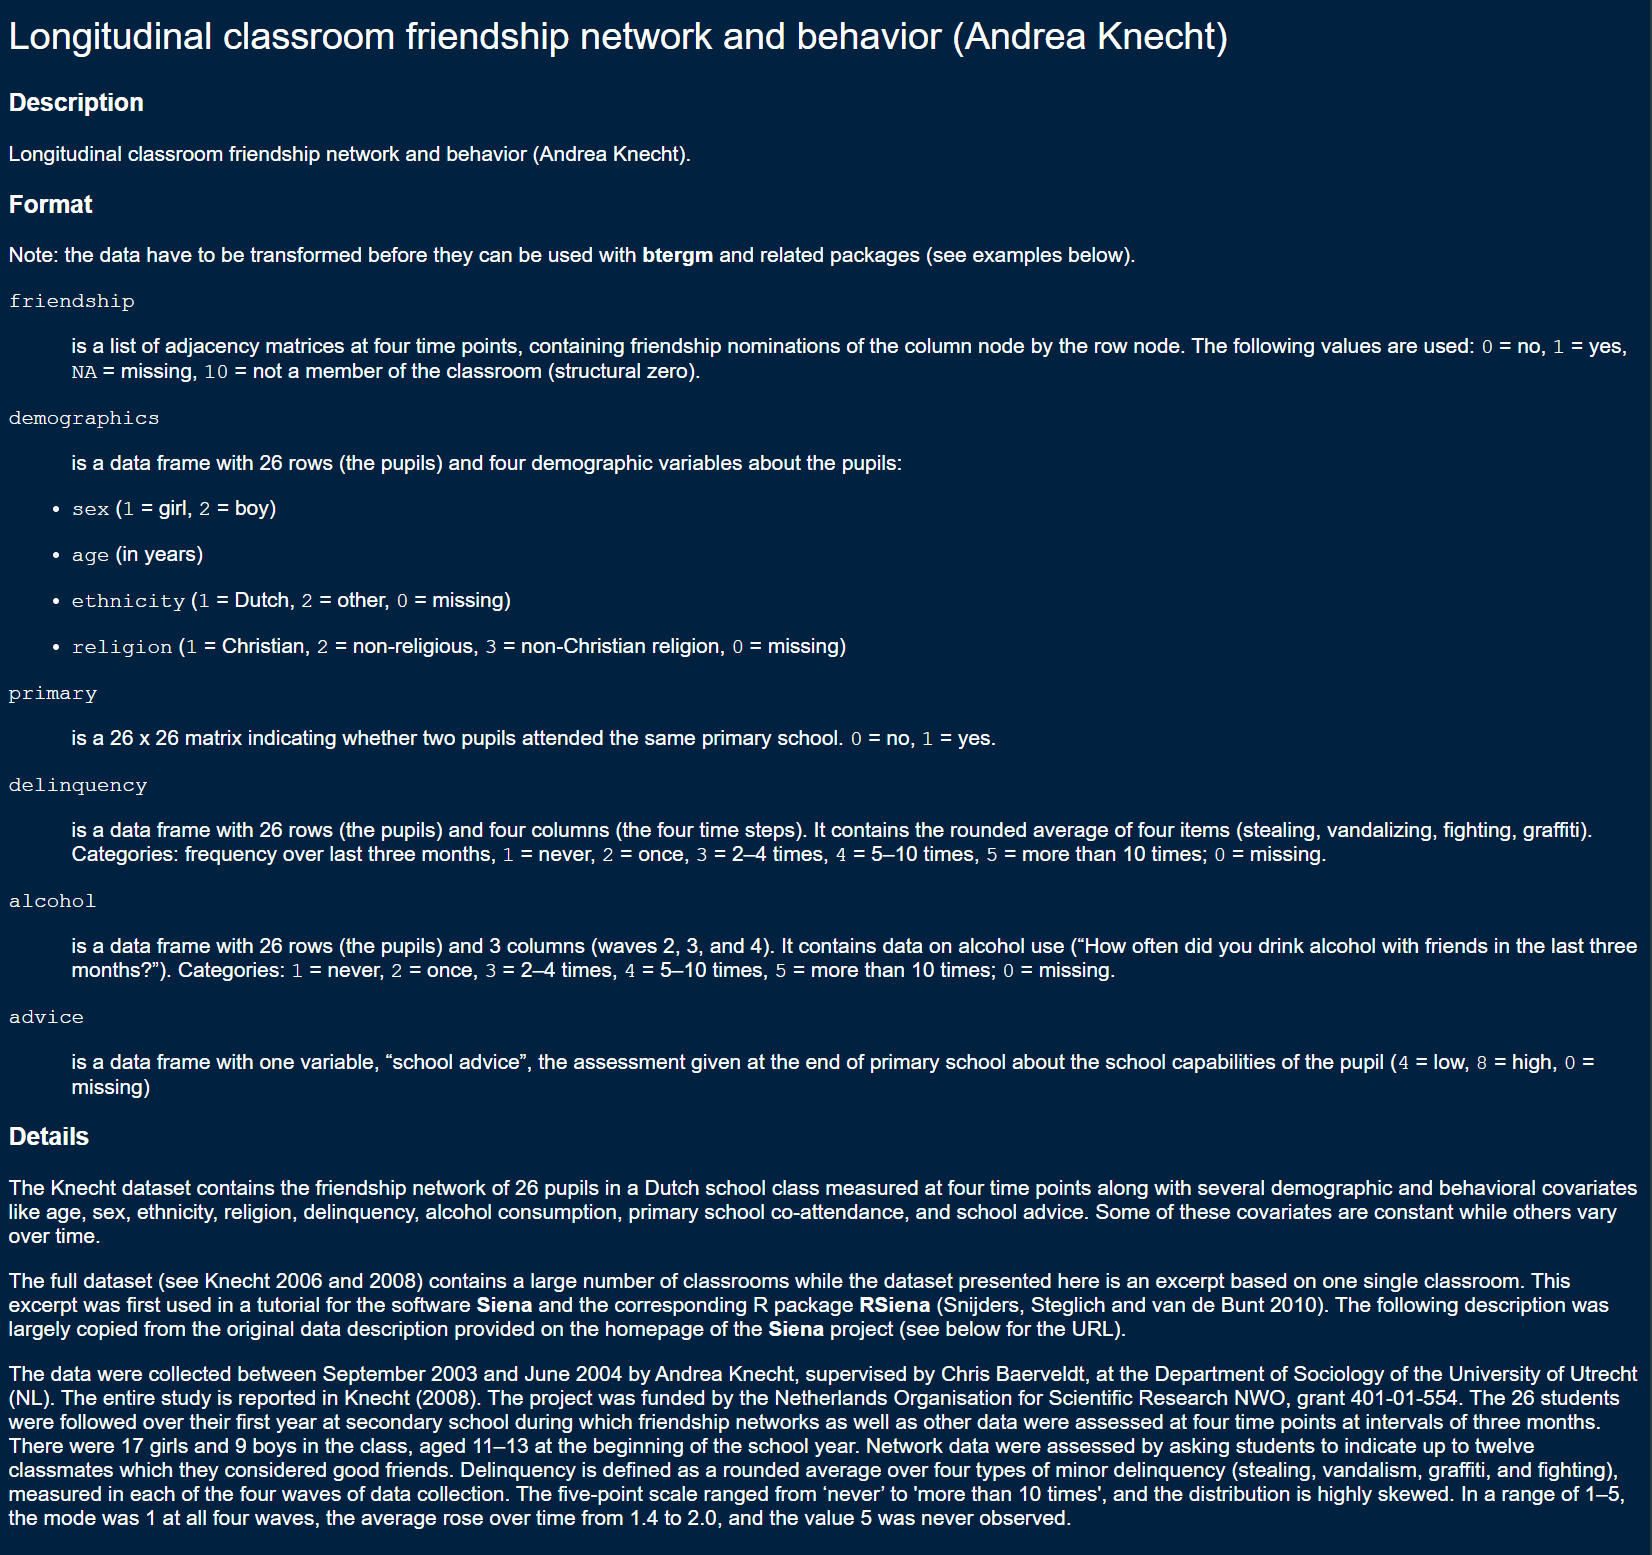 Longitudinal classroom friendship network and behavior (Andrea Knecht)
Description
Longitudinal classroom friendship network and behavior (Andrea Knecht).
Format
Note: the data have to be transformed before they can be used with btergm and related packages (see examples below).
friendship
is a list of adjacency matrices at four time points, containing friendship nominations of the column node by the row node. The following values are used: 0 = no, 1 = yes,
NA = missing, 10 = not a member of the classroom (structural zero).
demographics
is a data frame with 26 rows (the pupils) and four demographic variables about the pupils:
• sex (1 = girl, 2 = boy)
• age (in years)
• ethnicity (1 = Dutch, 2 = other, 0 = missing)
• religion (1 = Christian, 2 = non-religious, 3 = non-Christian religion, 0 = missing)
primary
is a 26 x 26 matrix indicating whether two pupils attended the same primary school. 0 = no, 1 = yes.
delinquency
is a data frame with 26 rows (the pupils) and four columns (the four time steps). It contains the rounded average of four items (stealing, vandalizing, fighting, graffiti).
Categories: frequency over last three months, 1 = never, 2 = once, 3 = 2–4 times, 4 = 5–10 times, 5 = more than 10 times; 0 = missing.
alcohol
is a data frame with 26 rows (the pupils) and 3 columns (waves 2, 3, and 4). It contains data on alcohol use (“How often did you drink alcohol with friends in the last three
months?”). Categories: 1 = never, 2 = once, 3 = 2–4 times, 4 = 5–10 times, 5 = more than 10 times; 0 = missing.
advice
is a data frame with one variable, “school advice”, the assessment given at the end of primary school about the school capabilities of the pupil (4 = low, 8 = high, 0 =
missing)
Details
The Knecht dataset contains the friendship network of 26 pupils in a Dutch school class measured at four time points along with several demographic and behavioral covariates
like age, sex, ethnicity, religion, delinquency, alcohol consumption, primary school co-attendance, and school advice. Some of these covariates are constant while others vary
over time.
The full dataset (see Knecht 2006 and 2008) contains a large number of classrooms while the dataset presented here is an excerpt based on one single classroom. This
excerpt was first used in a tutorial for the software Siena and the corresponding R package RSiena (Snijders, Steglich and van de Bunt 2010). The following description was
largely copied from the original data description provided on the homepage of the Siena project (see below for the URL).
The data were collected between September 2003 and June 2004 by Andrea Knecht, supervised by Chris Baerveldt, at the Department of Sociology of the University of Utrecht
(NL). The entire study is reported in Knecht (2008). The project was funded by the Netherlands Organisation for Scientific Research NWO, grant 401-01-554. The 26 students
were followed over their first year at secondary school during which friendship networks as well as other data were assessed at four time points at intervals of three months.
There were 17 girls and 9 boys in the class, aged 11–13 at the beginning of the school year. Network data were assessed by asking students to indicate up to twelve
classmates which they considered good friends. Delinquency is defined as a rounded average over four types of minor delinquency (stealing, vandalism, graffiti, and fighting),
measured in each of the four waves of data collection. The five-point scale ranged from ‘never’ to 'more than 10 times', and the distribution is highly skewed. In a range of 1–5,
the mode was 1 at all four waves, the average rose over time from 1.4 to 2.0, and the value 5 was never observed.